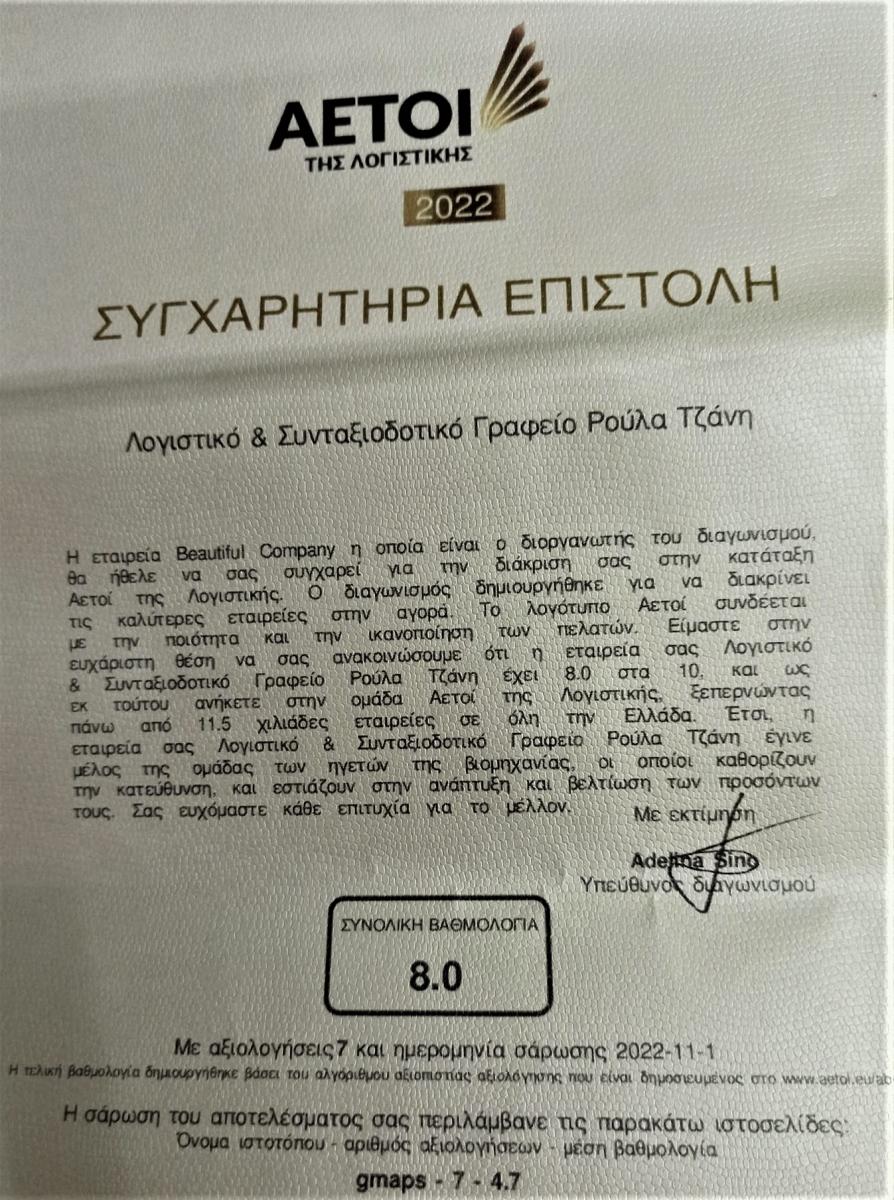 ΑΕΤΟΙ
ΤΗΣ ΛΟΓΙΣΤΙΚΗΣ
2022
ΣΥΓΧΑΡΗΤΗΡΙΑ ΕΠΙΣΤΟΛΗ
Λογιστικό & Συνταξιοδοτικό Γραφείο Ρούλα Τζάνη
Η εταιρεία Beautiful Company η οποία είναι ο διοργανωτής του διαγωνισμού,
θα ήθελε να σας συγχαρεί για την διάκριση σας στην κατάταξη
Αετοί της Λογιστικής. Ο διαγωνισμός δημιουργήθηκε για να διακρίνει
τις καλύτερες εταιρείες στην αγορά. Το λογότυπο Αετοί συνδέεται
με την ποιότητα και την ικανοποίηση των πελατών. Είμαστε στην
ευχάριστη θέση να σας ανακοινώσουμε ότι η εταιρεία σας Λογιστικό
& Συνταξιοδοτικό Γραφείο Ρούλα Τζάνη έχει 8.0 στα 10, και ως
εκ τούτου ανήκετε στην ομάδα Αετοί της Λογιστικής, ξεπερνώντας
πάνω από 11.5 χιλιάδες εταιρείες σε όλη την Ελλάδα. Έτσι, η
εταιρεία σας Λογιστικό & Συνταξιοδοτικό Γραφείο Ρούλα Τζάνη έγινε
μέλος της ομάδας των ηγετών της βιομηχανίας, οι οποίοι καθορίζουν
την κατεύθυνση, και εστιάζουν στην ανάπτυξη και βελτίωση των προσόντων
τους. Σας ευχόμαστε κάθε επιτυχία για το μέλλον.
Με εκτίμηση
Adelina Sino
Υπεύθυνος διαγωνισμού
ΣΥΝΟΛΙΚΗ ΒΑΘΜΟΛΟΓΙΑ
8.0
Με αξιολογήσεις 7 και ημερομηνία σάρωσης 2022-11-1
Η τελική βαθμολογία δημιουργήθηκε βάσει του αλγόριθμου αξιοπιστίας αξιολόγησης που είναι δημοσιευμένος στο www.aetoi.eu/ab
Η σάρωση του αποτελέσματος σας περιλάμβανε τις παρακάτω ιστοσελίδες:
Όνομα ιστοτόπου - αριθμός αξιολογήσεων - μέση βαθμολογία
gmaps - 7 - 4.7